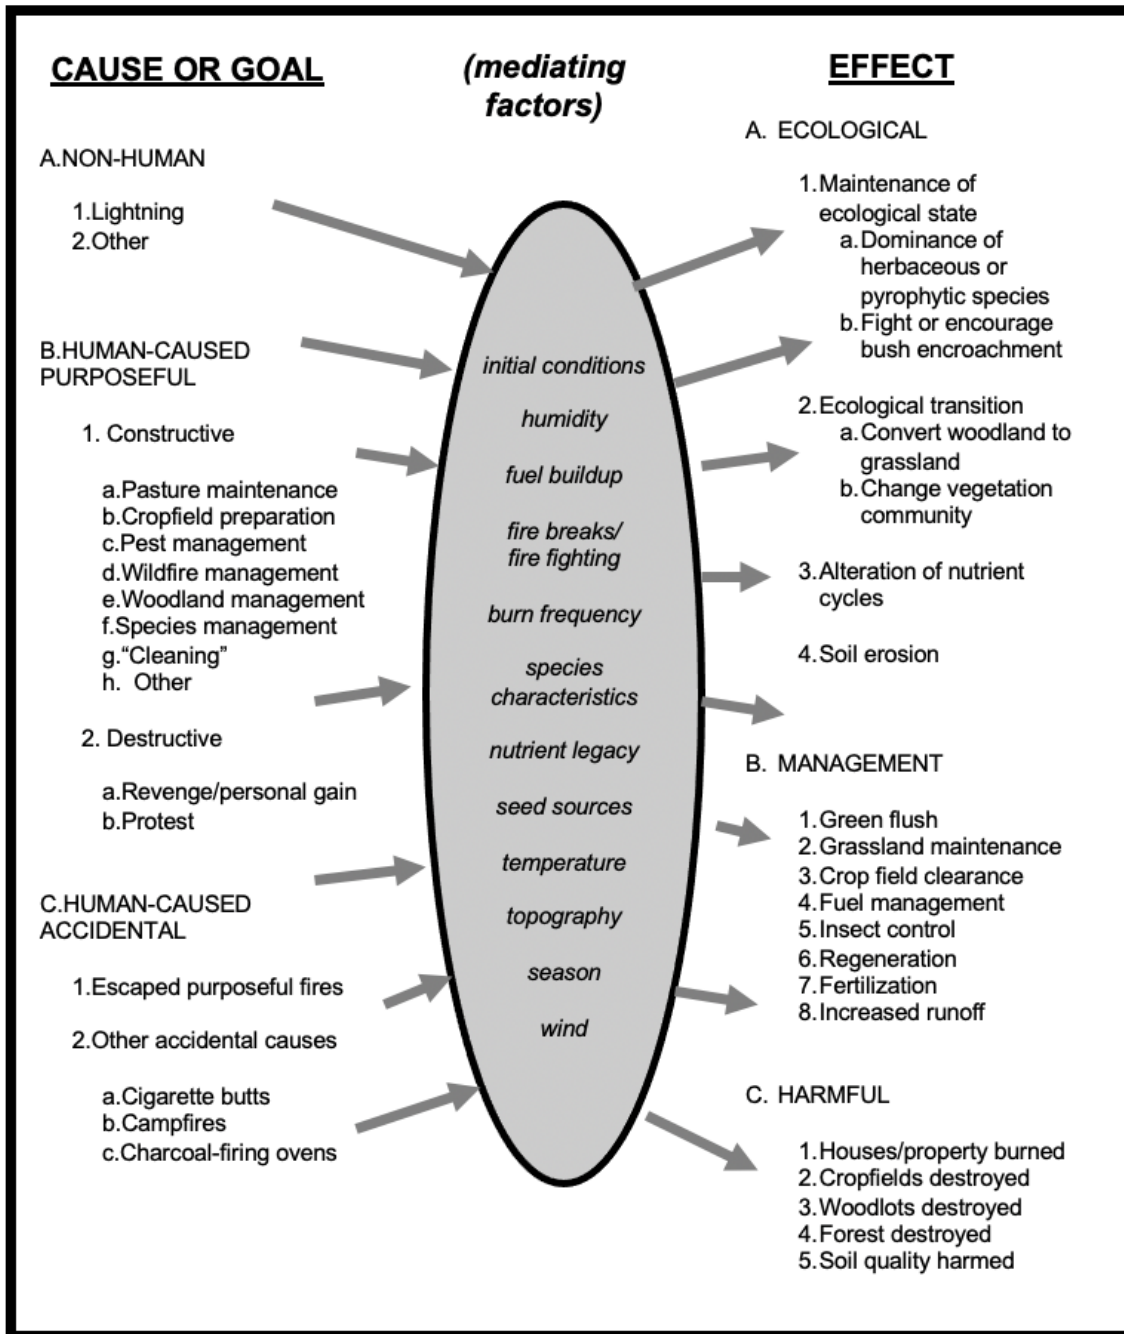 CAUSE OR GOAL
A.NON-HUMAN
1.Lightning
2.Other
B.HUMAN-CAUSED
PURPOSEFUL
1. Constructive
a.Pasture maintenance
b.Cropfield preparation
c.Pest management
d.Wildfire management
e.Woodland management
f.Species management
g.“Cleaning”
h. Other
2. Destructive
a.Revenge/personal gain
b.Protest
C.HUMAN-CAUSED
ACCIDENTAL
1.Escaped purposeful fires
2.Other accidental causes
a.Cigarette butts
b.Campfires
c.Charcoal-firing ovens
(mediating
factors)
initial conditions
humidity
fuel buildup
fire breaks/
fire fighting
burn frequency
species
characteristics
nutrient legacy
seed sources
temperature
topography
season
wind
EFFECT
A. ECOLOGICAL
1.Maintenance of
ecological state
a.Dominance of
herbaceous or
pyrophytic species
b.Fight or encourage
bush encroachment
2.Ecological transition
a.Convert woodland to
grassland
b.Change vegetation
community
3.Alteration of nutrient
cycles
4.Soil erosion
B. MANAGEMENT
1.Green flush
2.Grassland maintenance
3.Crop field clearance
4.Fuel management
5.Insect control
6.Regeneration
7.Fertilization
8.Increased runoff
C. HARMFUL
1.Houses/property burned
2.Cropfields destroyed
3.Woodlots destroyed
4.Forest destroyed
5.Soil quality harmed